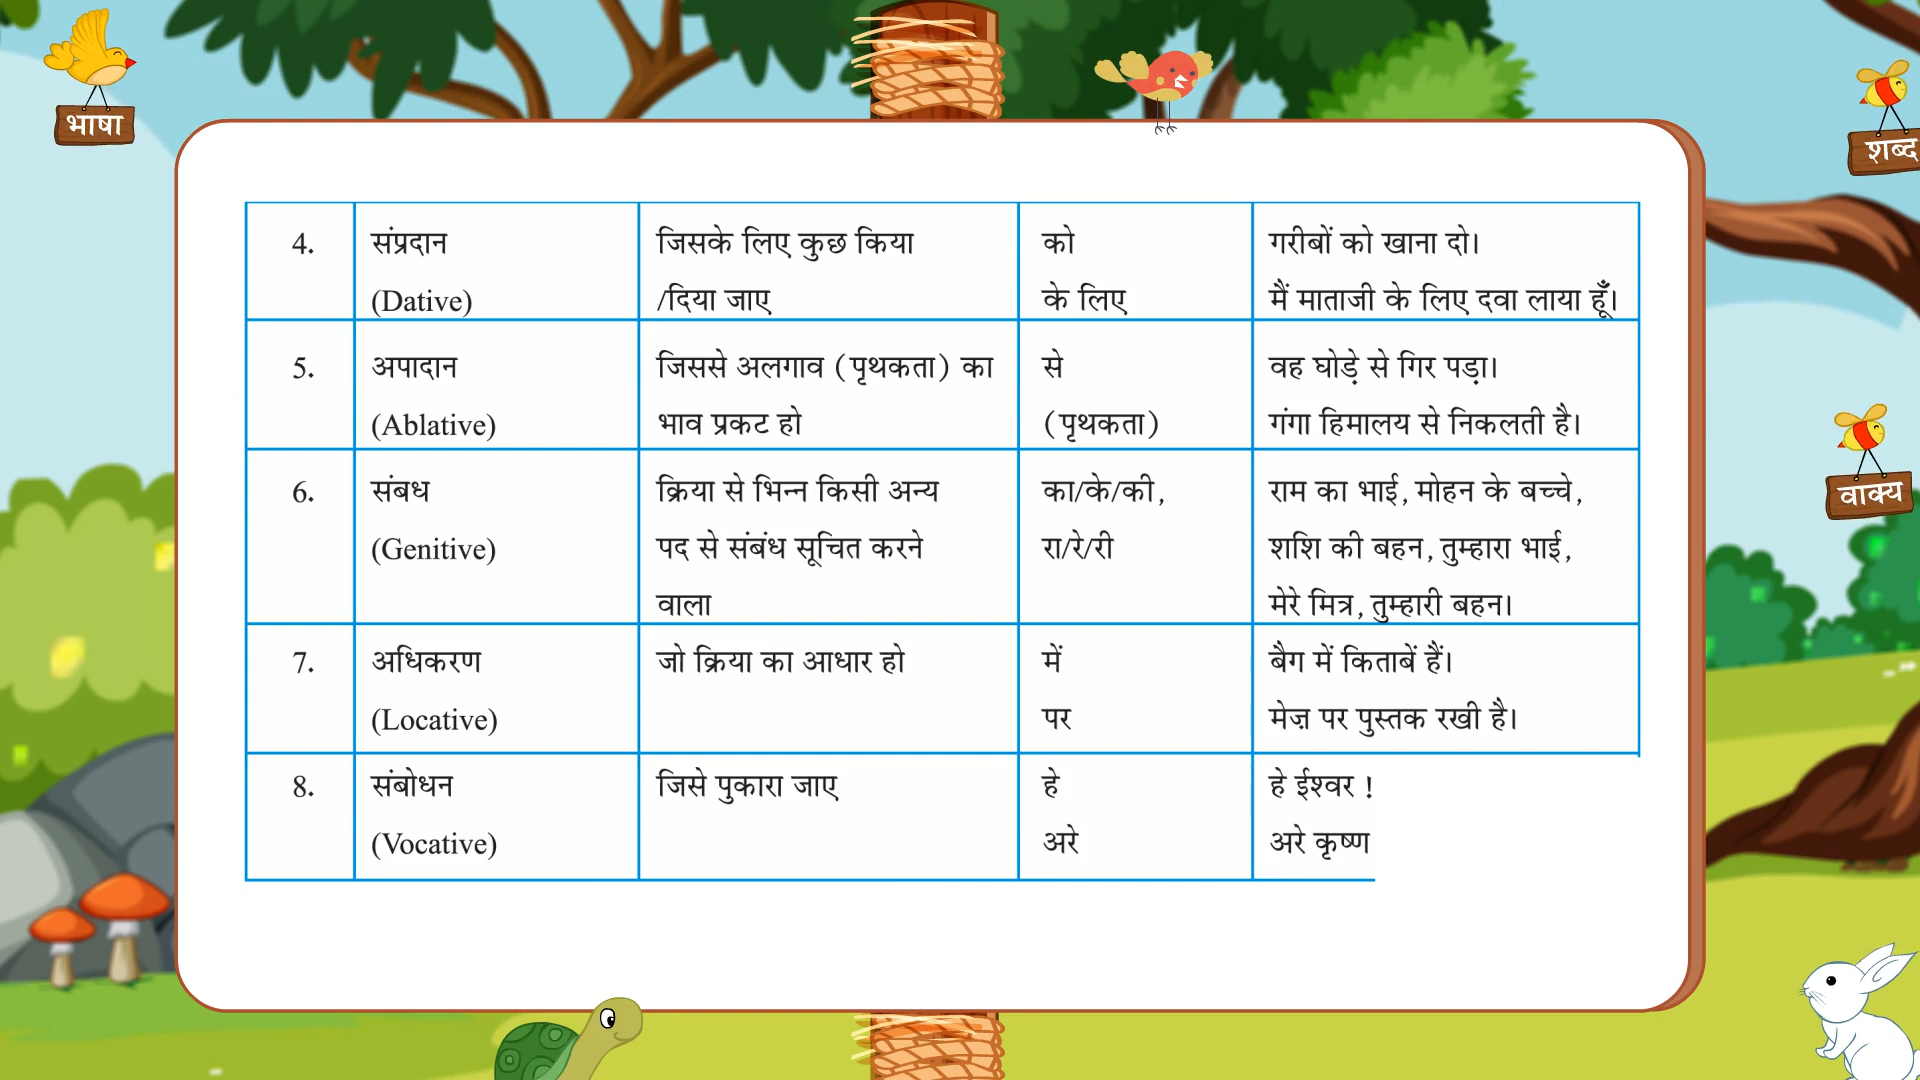 भाषा
शब्द
वाक्य
4. संप्रदान जिसके लिए कुछ किया को गरीबों को खाना दो।
(Dative) /दिया जाए के लिए मैं माताजी के लिए दवा लाया हूँ।
5. अपादान जिससे अलगाव (पृथकता) का से वह घोड़े से गिर पड़ा।
(Ablative) भाव प्रकट हो (पृथकता) गंगा हिमालय से निकलती है।
6. संबध क्रिया से भिन्न किसी अन्य का/के/की, राम का भाई, मोहन के बच्चे,
(Genitive) पद से संबंध सूचित करने रा/रे/री शशि की बहन, तुम्हारा भाई,
वाला मेरे मित्र, तुम्हारी बहन।
7. अधिकरण जो क्रिया का आधार हो में बैग में किताबें हैं।
(Locative) पर मेज़ पर पुस्तक रखी है।
8. संबोधन जिसे पुकारा जाए हे हे ईश्वर !
(Vocative) अरे अरे कृष्ण